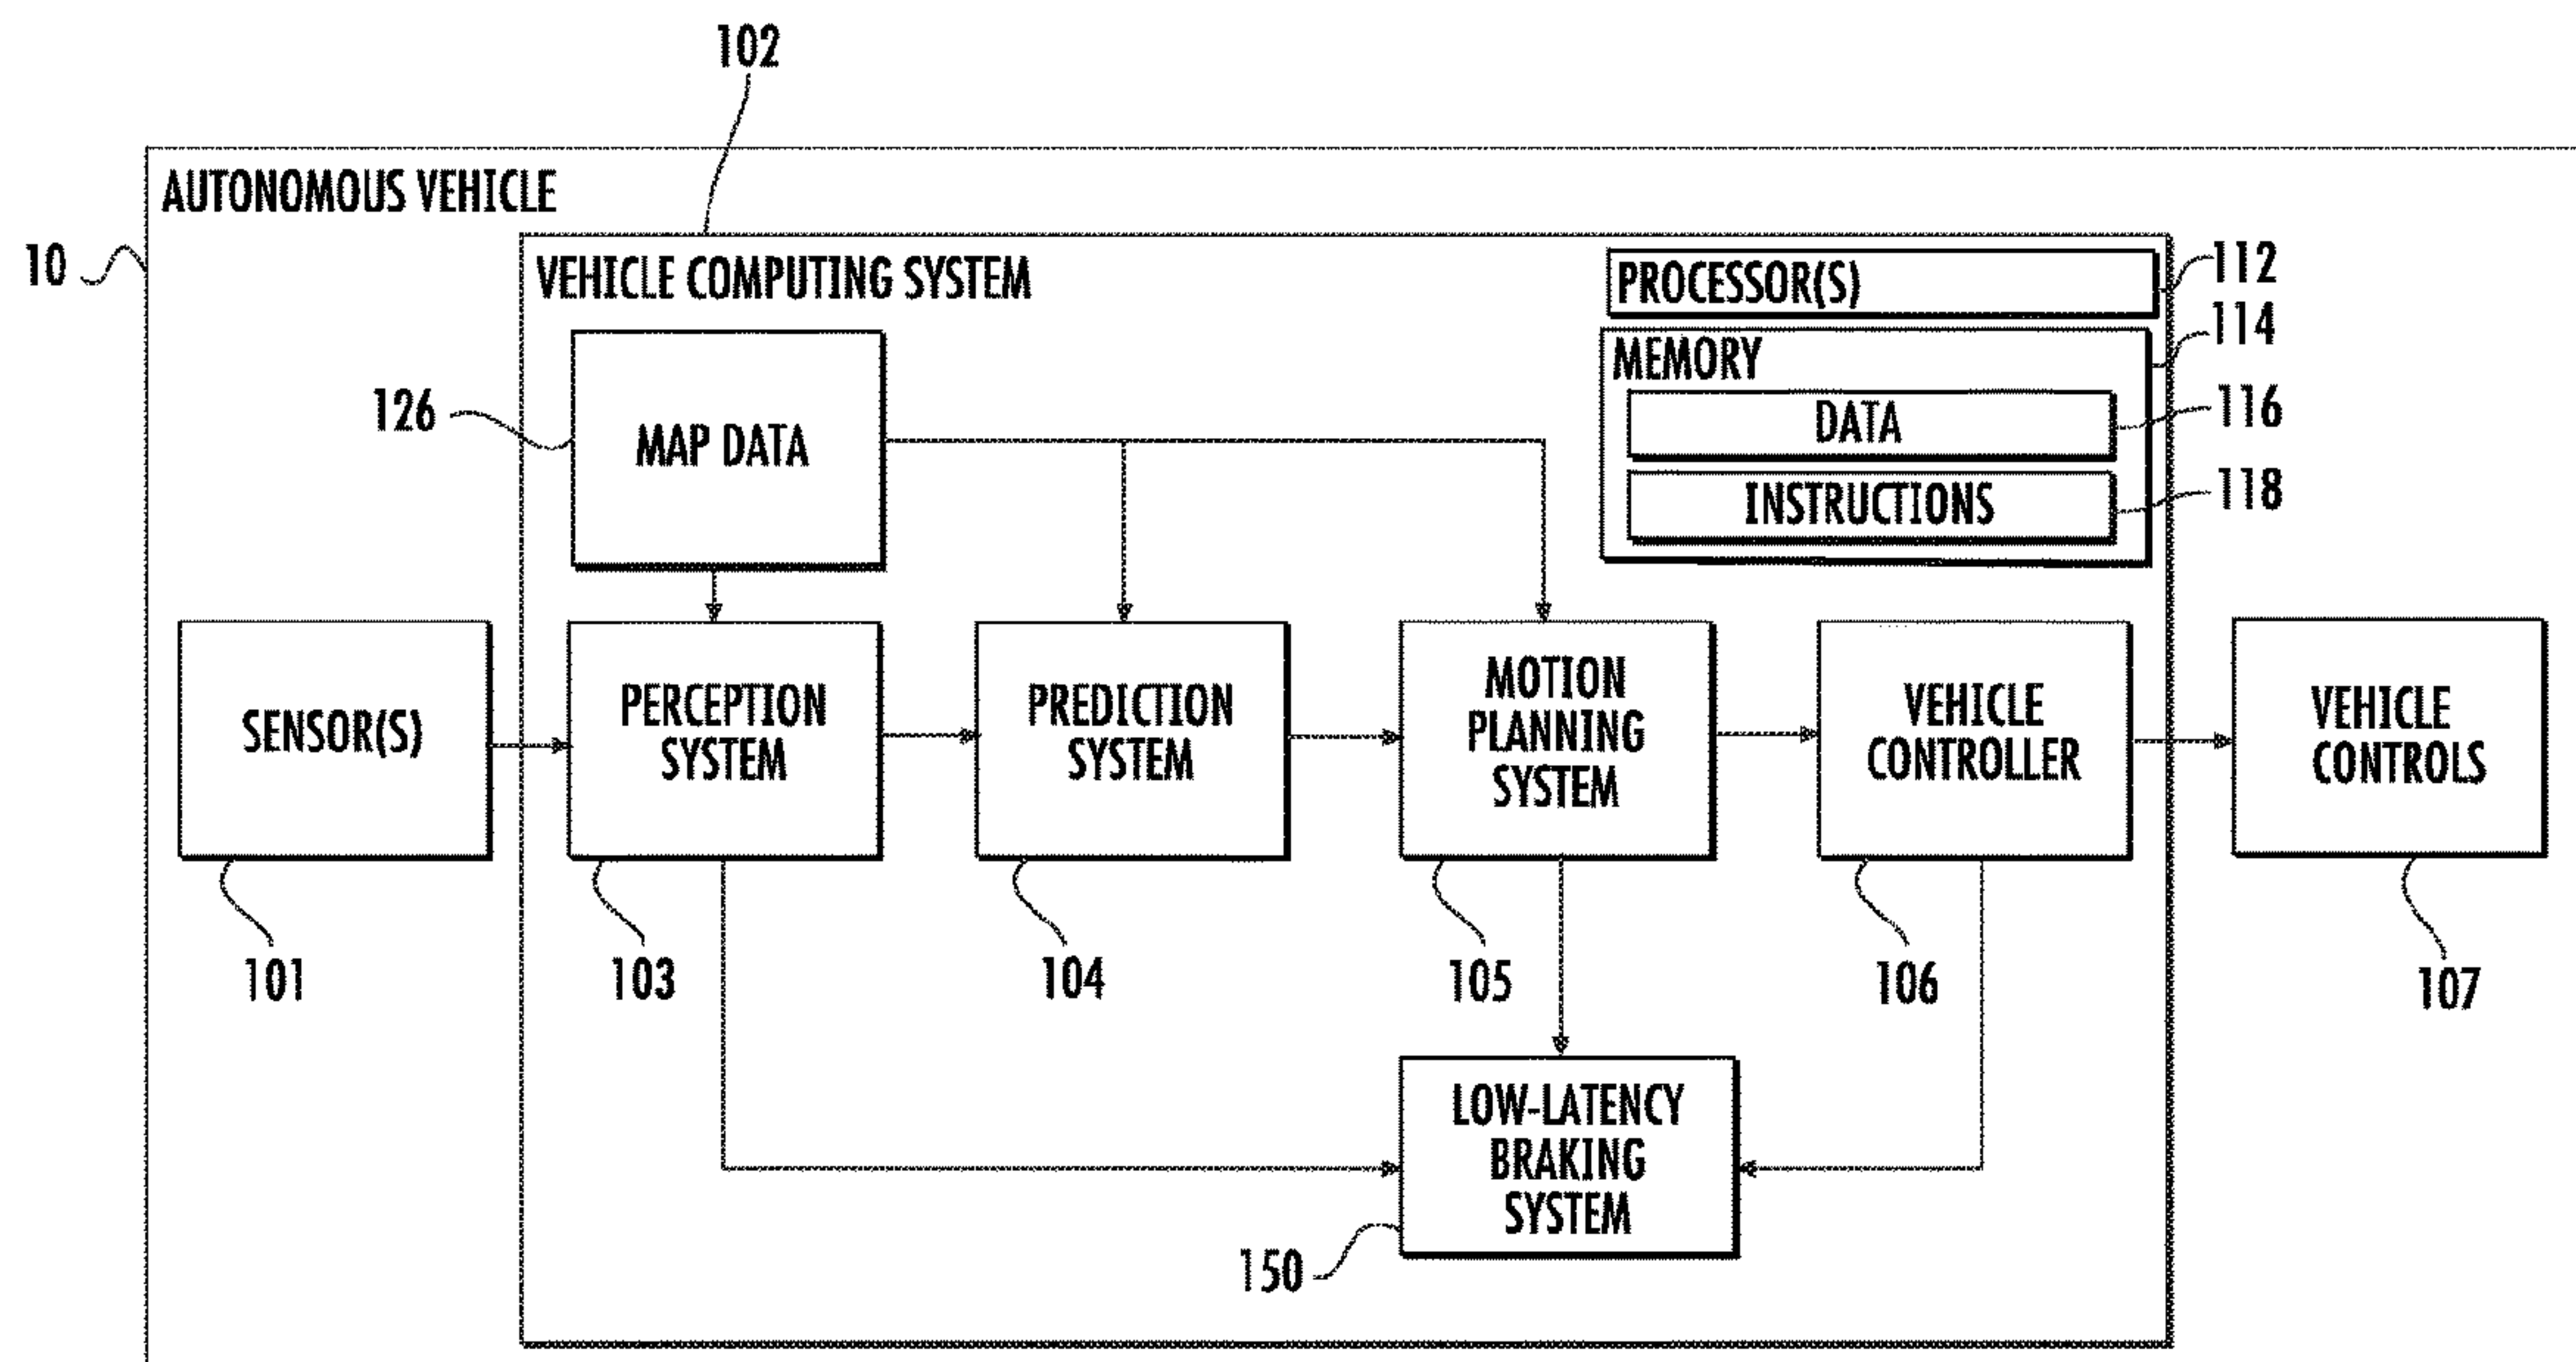 102
AUTONOMOUS VEHICLE
10
VEHICLE COMPUTING SYSTEM
PROCESSOR(S)
112
114
MEMORY
DATA
116
INSTRUCTIONS
118
126
MAP DATA
SENSOR(S)
PERCEPTION
SYSTEM
PREDICTION
SYSTEM
MOTION
PLANNING
SYSTEM
VEHICLE
CONTROLLER
VEHICLE
CONTROLS
101
103
104
105
106
107
LOW-LATENCY
BRAKING
SYSTEM
150